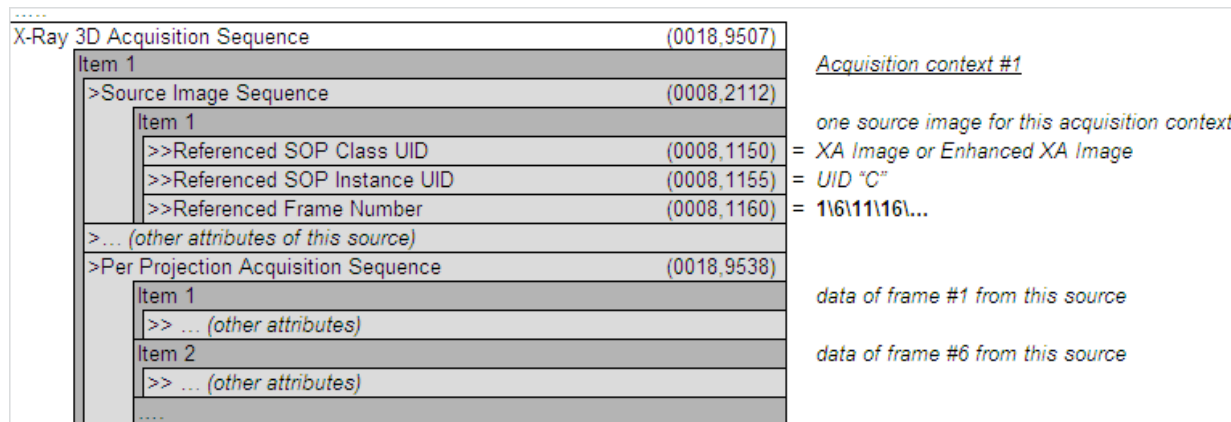 .....
X-Ray 3D Acquisition Sequence (0018,9507)
Item 1 Acquisition context #1
>Source Image Sequence (0008,2112)
Item 1 one source image for this acquisition context
>>Referenced SOP Class UID (0008,1150) = XA Image or Enhanced XA Image
>>Referenced SOP Instance UID (0008,1155) = UID “C”
>>Referenced Frame Number (0008,1160) = 1\6\11\16\...
>... (other attributes of this source)
>Per Projection Acquisition Sequence (0018,9538)
Item 1 data of frame #1 from this source
>> ... (other attributes)
Item 2 data of frame #6 from this source
>> ... (other attributes)
....